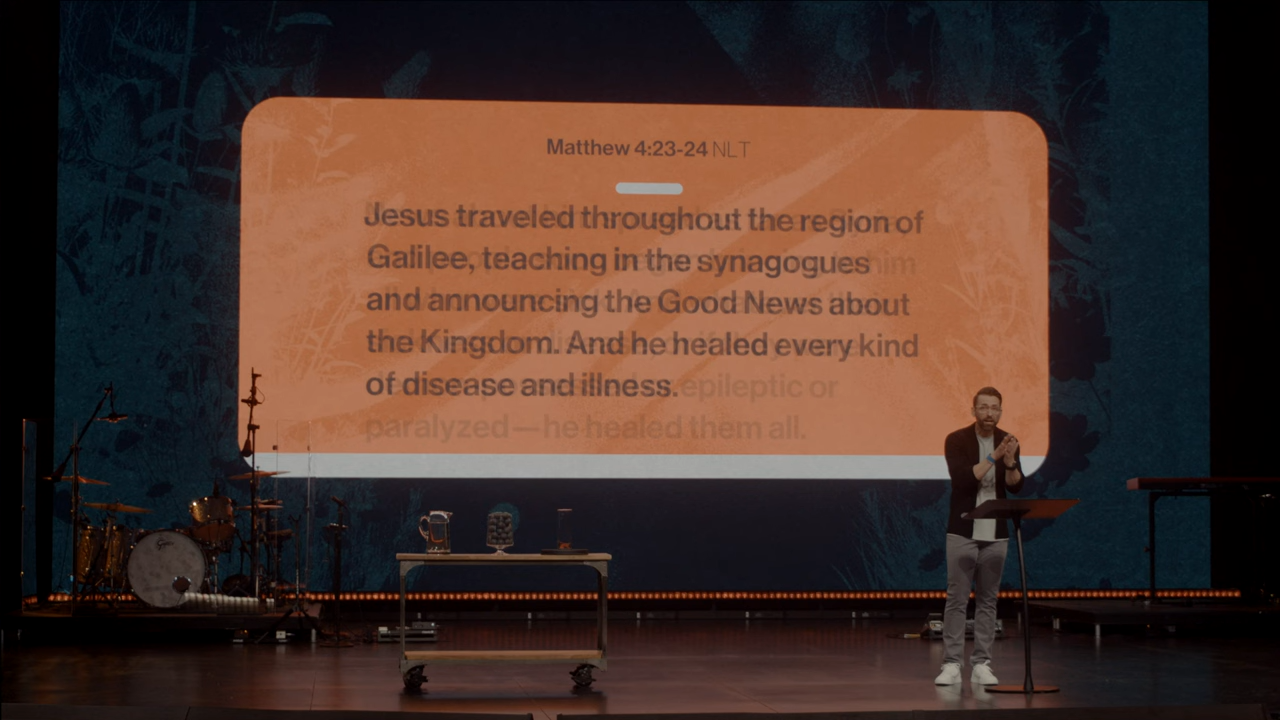 Matthew 4:23-24 NLT
Jesus traveled throughout the region of
Galilee, teaching in the synagogues
and announcing the Good News about
the Kingdom. And he healed every kind
of disease and illness. epileptic or
paralyzed—he healed them all.